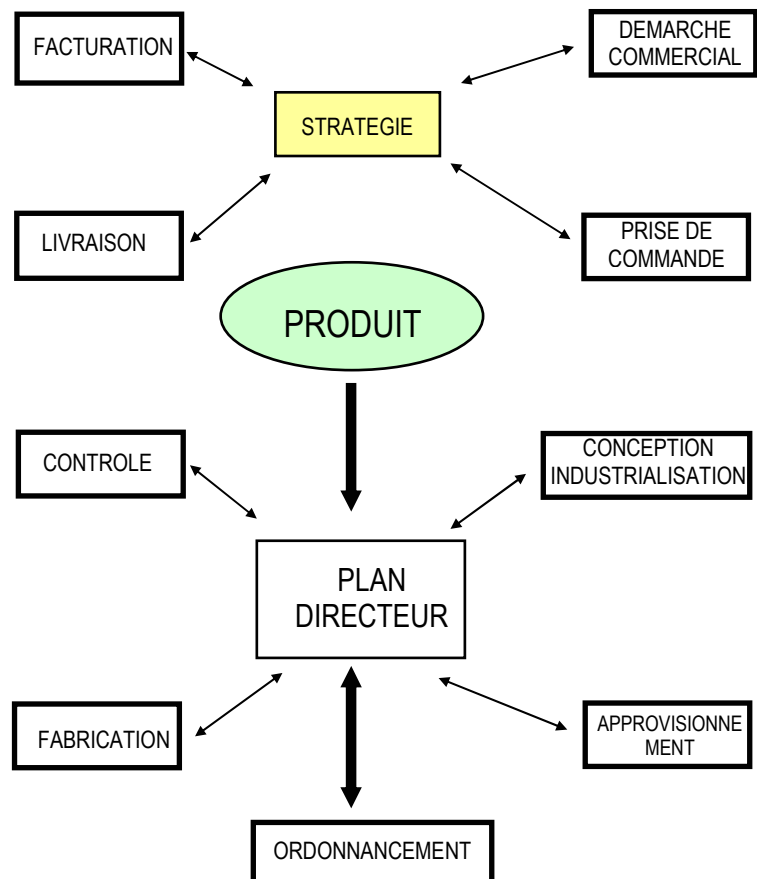 FACTURATION
DEMARCHE
COMMERCIAL
STRATEGIE
LIVRAISON
PRISE DE
COMMANDE
PRODUIT
CONTROLE
CONCEPTION
INDUSTRIALISATION
PLAN
DIRECTEUR
FABRICATION
APPROVISIONNE
MENT
ORDONNANCEMENT